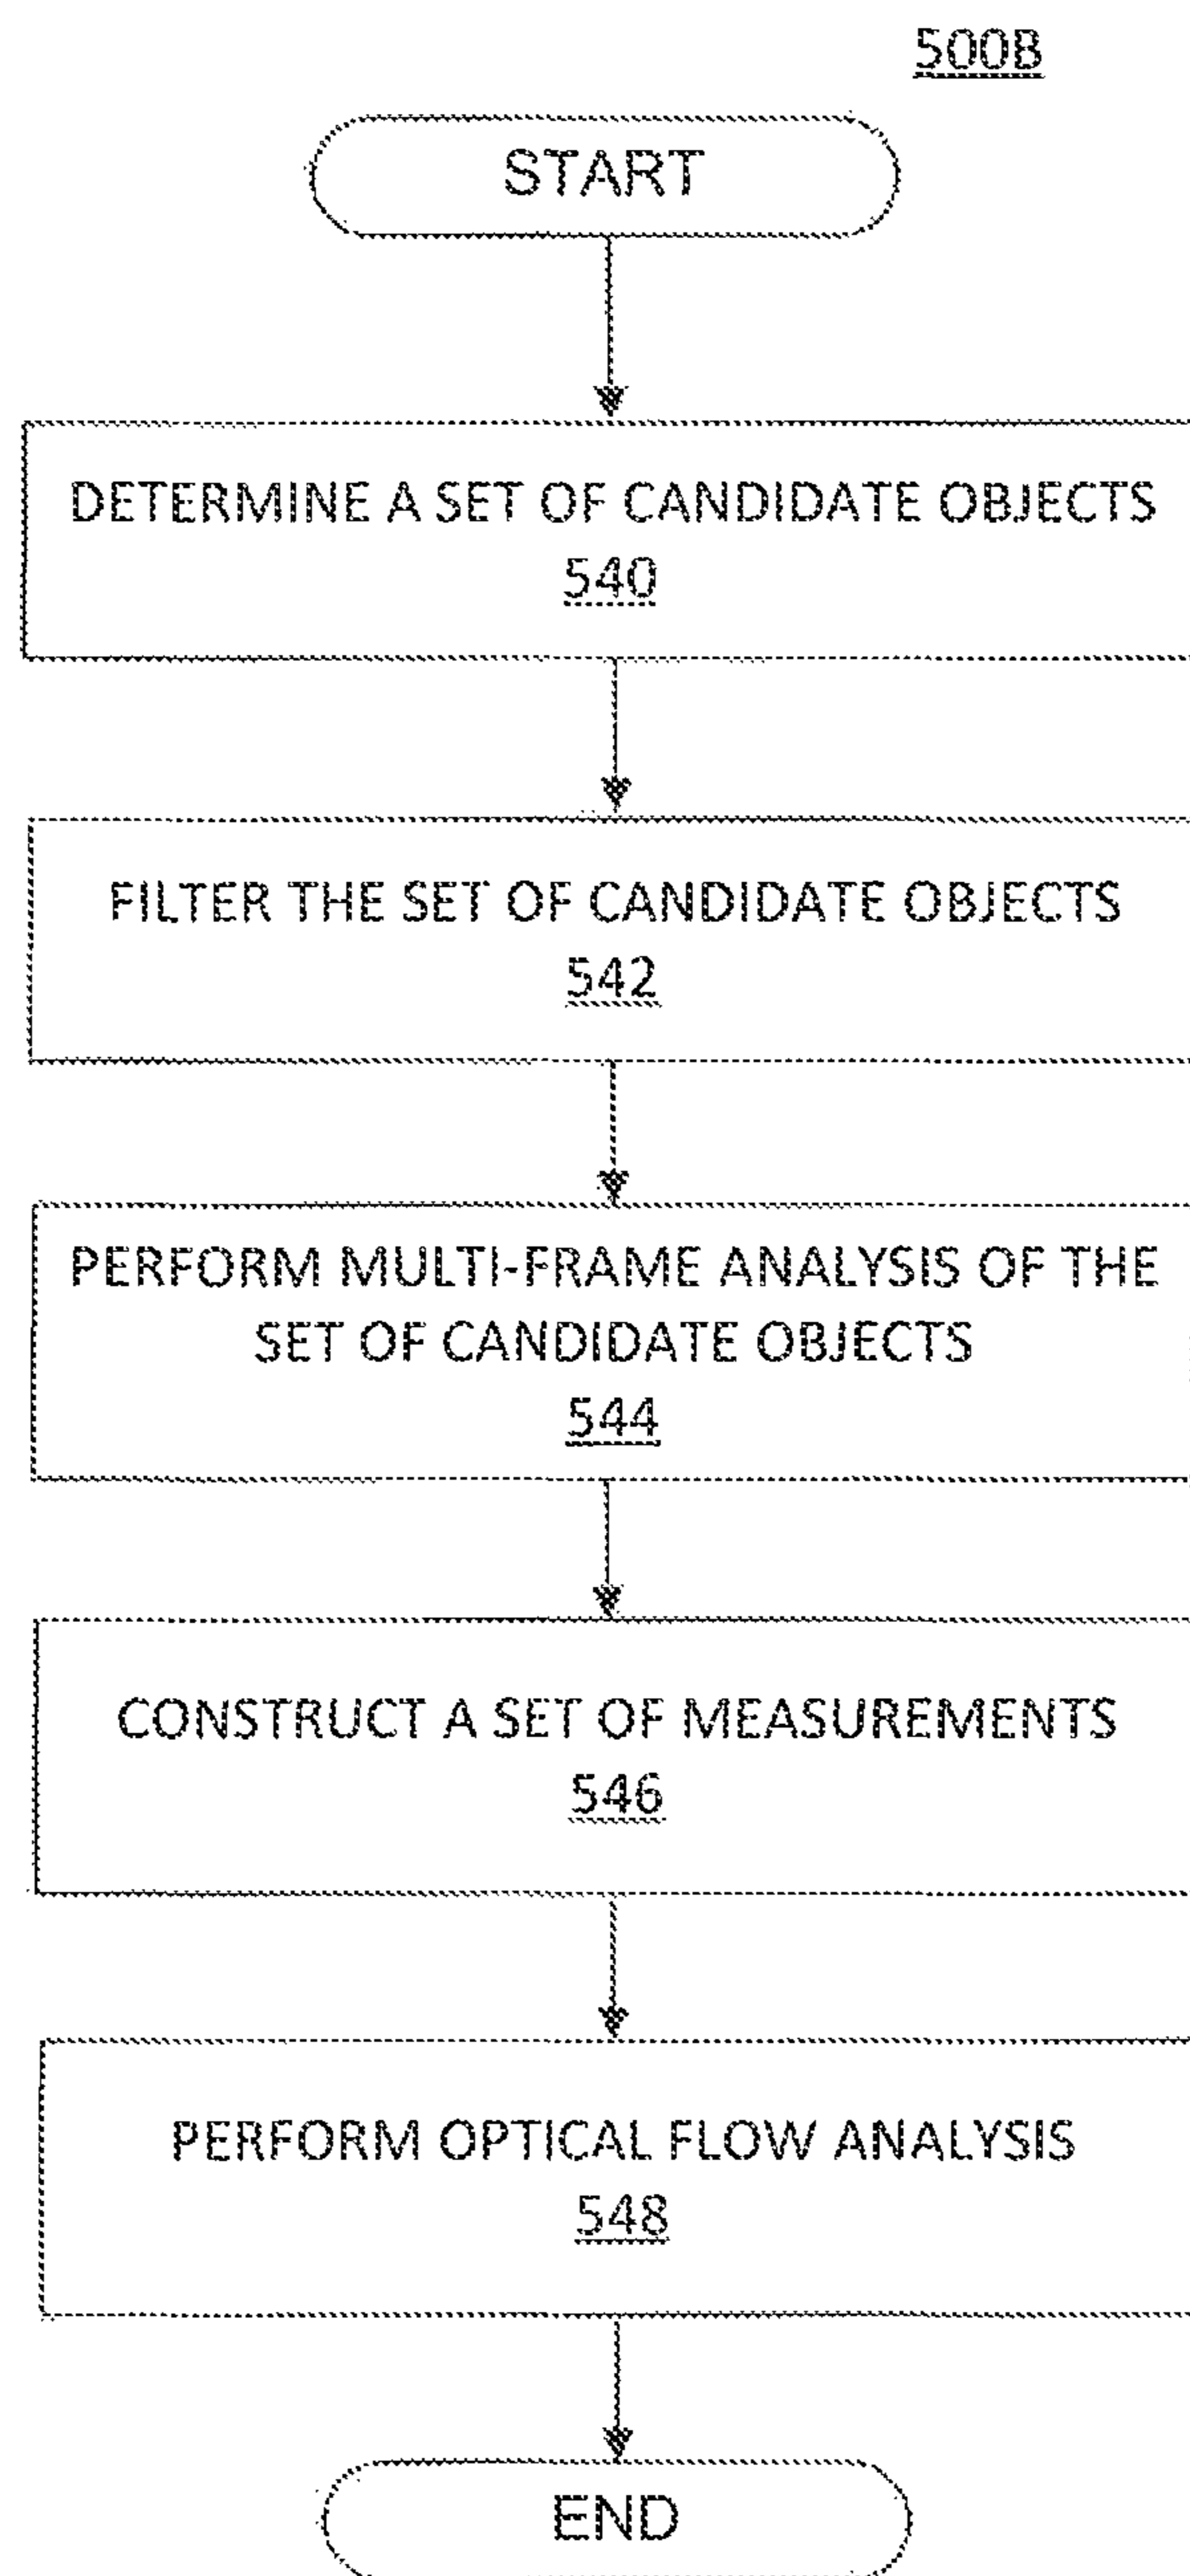 500B
START
DETERMINE A SET OF CANDIDATE OBJECTS
540
FILTER THE SET OF CANDIDATE OBJECTS
542
PERFORM MULTI-FRAME ANALYSIS OF THE
SET OF CANDIDATE OBJECTS
544
CONSTRUCT A SET OF MEASUREMENTS
546
PERFORM OPTICAL FLOW ANALYSIS
548
END